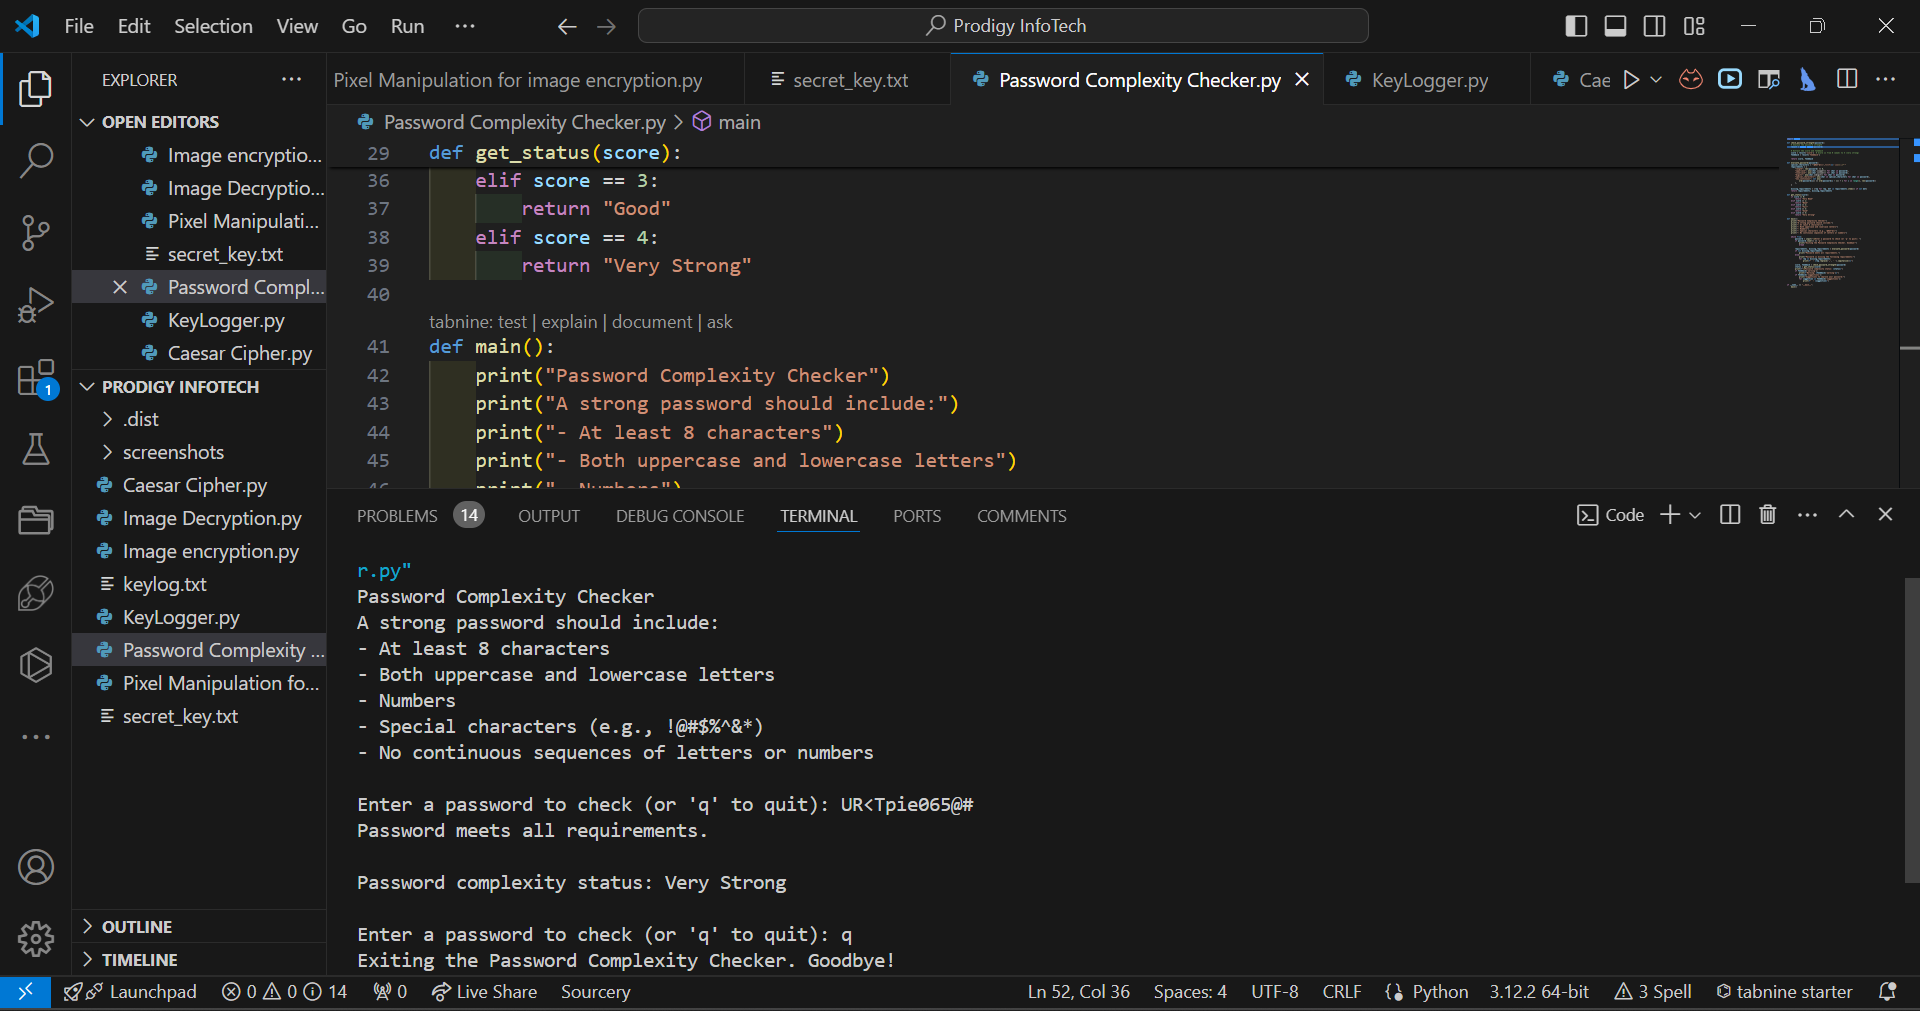 File Edit Selection View Go Run ··· Prodigy InfoTech
EXPLORER ···
OPEN EDITORS
Image encryptio...
Image Decryptio...
Pixel Manipulati...
secret_key.txt
Password Compl...
KeyLogger.py
Caesar Cipher.py
PRODIGY INFOTECH
.dist
screenshots
Caesar Cipher.py
Image Decryption.py
Image encryption.py
keylog.txt
KeyLogger.py
Password Complexity ...
Pixel Manipulation fo...
secret_key.txt
OUTLINE
TIMELINE
1
Pixel Manipulation for image encryption.py secret_key.txt Password Complexity Checker.py KeyLogger.py Cae
Password Complexity Checker.py > main
29 def get_status(score):
36 elif score == 3:
37 return "Good"
38 elif score == 4:
39 return "Very Strong"
40
tabnine: test | explain | document | ask
41 def main():
42 print("Password Complexity Checker")
43 print("A strong password should include:")
44 print("- At least 8 characters")
45 print("- Both uppercase and lowercase letters")
46 print("- Numbers")
PROBLEMS 14 OUTPUT DEBUG CONSOLE TERMINAL PORTS COMMENTS Code
r.py"
Password Complexity Checker
A strong password should include:
- At least 8 characters
- Both uppercase and lowercase letters
- Numbers
- Special characters (e.g., !@#$%^&*)
- No continuous sequences of letters or numbers
Enter a password to check (or 'q' to quit): UR<Tpie065@#
Password meets all requirements.
Password complexity status: Very Strong
Enter a password to check (or 'q' to quit): q
Exiting the Password Complexity Checker. Goodbye!
Launchpad 0 0 14 0 Live Share Sourcery Ln 52, Col 36 Spaces: 4 UTF-8 CRLF Python 3.12.2 64-bit 3 Spell tabnine starter